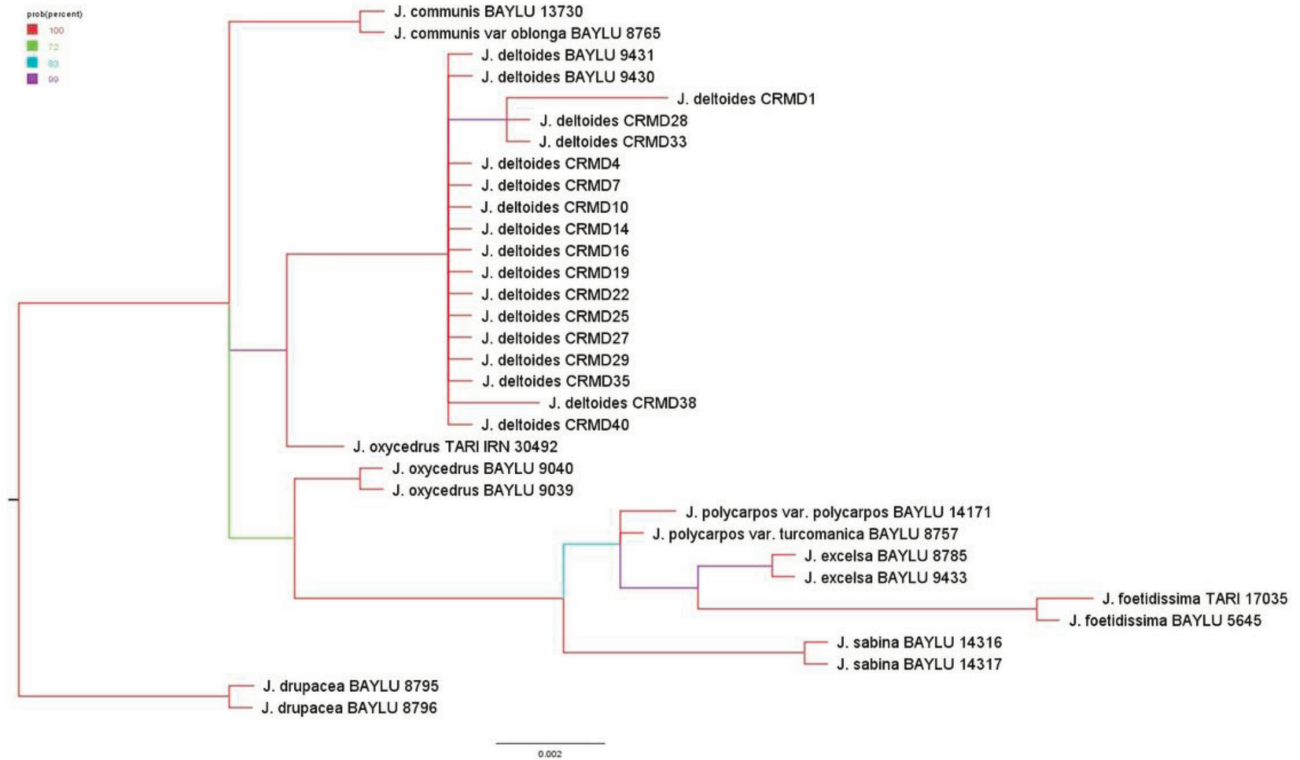 prob(percent)
100
72
83
99
J. communis BAYLU 13730
J. communis var oblonga BAYLU 8765
J. deltoides BAYLU 9431
J. deltoides BAYLU 9430
J. deltoides CRMD1
J. deltoides CRMD28
J. deltoides CRMD33
J. deltoides CRMD4
J. deltoides CRMD7
J. deltoides CRMD10
J. deltoides CRMD14
J. deltoides CRMD16
J. deltoides CRMD19
J. deltoides CRMD22
J. deltoides CRMD25
J. deltoides CRMD27
J. deltoides CRMD29
J. deltoides CRMD35
J. deltoides CRMD38
J. deltoides CRMD40
J. oxycedrus TARI IRN 30492
J. oxycedrus BAYLU 9040
J. oxycedrus BAYLU 9039
J. polycarpos var. polycarpos BAYLU 14171
J. polycarpos var. turcomanica BAYLU 8757
J. excelsa BAYLU 8785
J. excelsa BAYLU 9433
J. foetidissima TARI 17035
J. foetidissima BAYLU 5645
J. sabina BAYLU 14316
J. sabina BAYLU 14317
J. drupacea BAYLU 8795
J. drupacea BAYLU 8796
0.002